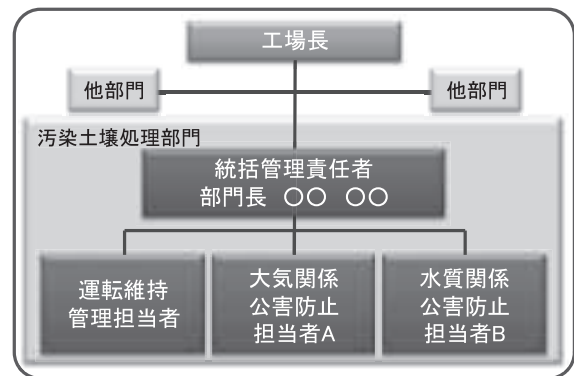 工場長
他部門
他部門
汚染土壌処理部門
統括管理責任者
部門長 〇〇 〇〇
運転維持
管理担当者
大気関係
公害防止
担当者A
水質関係
公害防止
担当者B